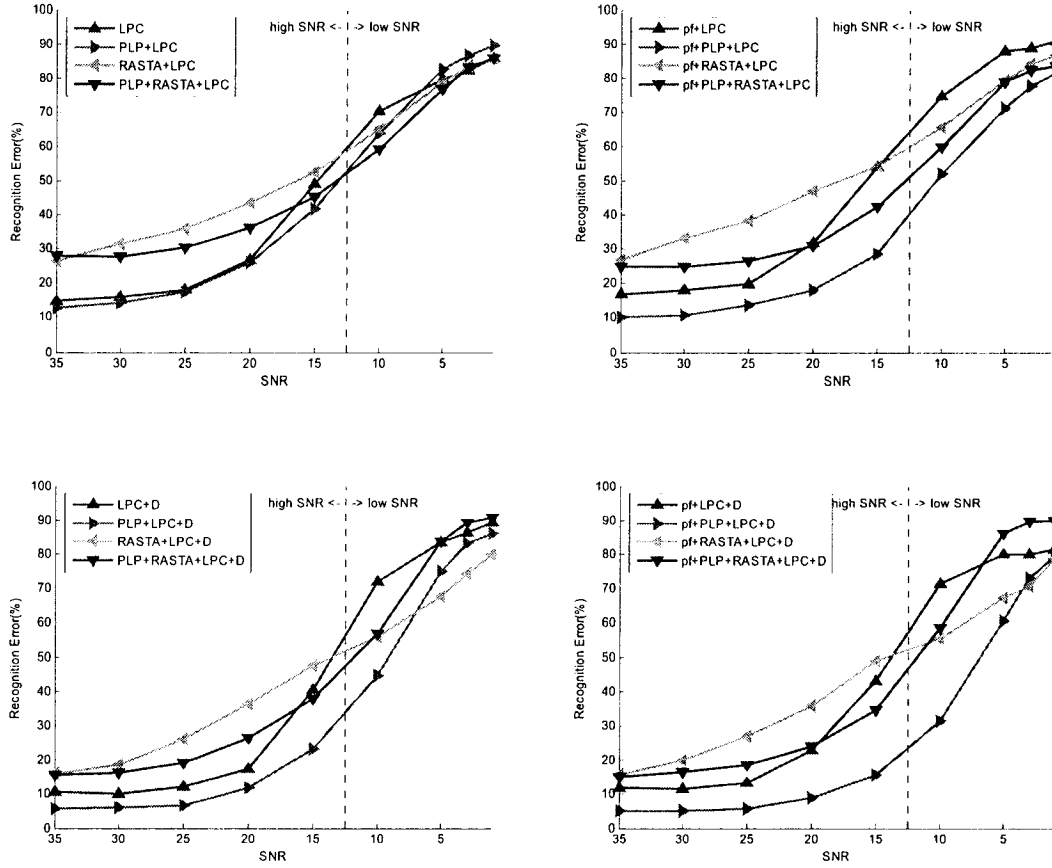 high SNR <- -> low SNR
LPC
PLP+LPC
RASTA+LPC
PLP+RASTA+LPC
100
90
80
70
60
50
40
30
20
10
0
Recognition Error(%)
35
30
25
20
15
10
5
SNR
high SNR <- -> low SNR
pf+LPC
pf+PLP+LPC
pf+RASTA+LPC
pf+PLP+RASTA+LPC
100
90
80
70
60
50
40
30
20
10
0
Recognition Error(%)
35
30
25
20
15
10
5
SNR
high SNR <- -> low SNR
LPC+D
PLP+LPC+D
RASTA+LPC+D
PLP+RASTA+LPC+D
100
90
80
70
60
50
40
30
20
10
0
Recognition Error(%)
35
30
25
20
15
10
5
SNR
high SNR <- -> low SNR
pf+LPC+D
pf+PLP+LPC+D
pf+RASTA+LPC+D
pf+PLP+RASTA+LPC+D
100
90
80
70
60
50
40
30
20
10
0
Recognition Error(%)
35
30
25
20
15
10
5
SNR